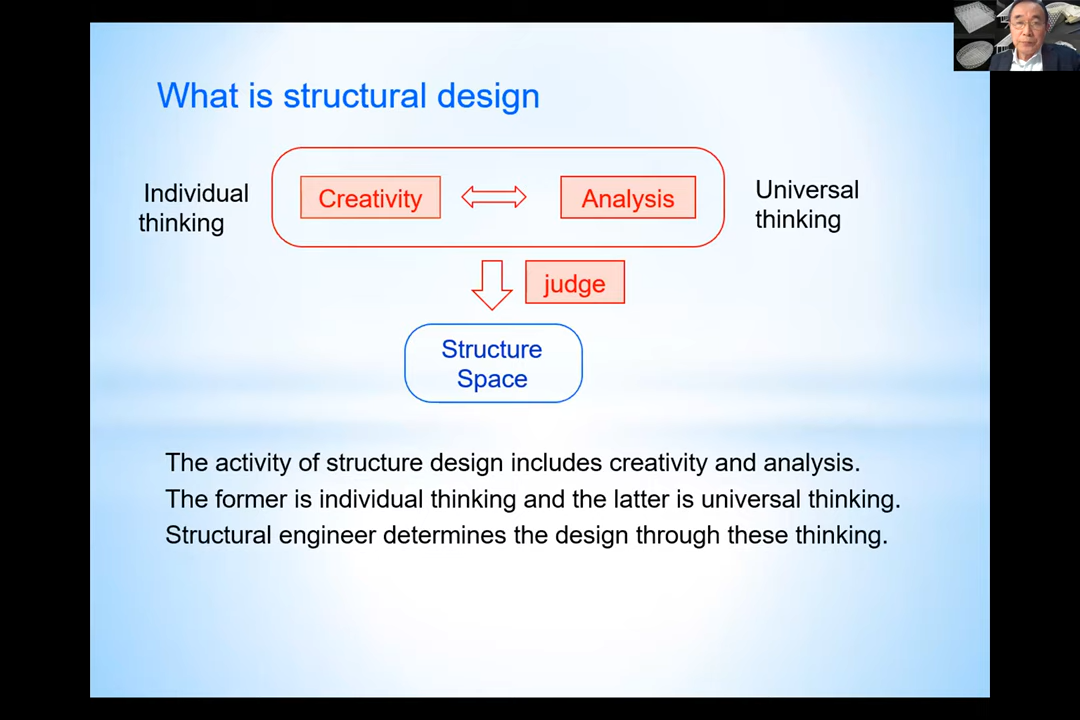 What is structural design
Individual
thinking
Creativity
Analysis
Universal
thinking
judge
Structure
Space
The activity of structure design includes creativity and analysis.
The former is individual thinking and the latter is universal thinking.
Structural engineer determines the design through these thinking.